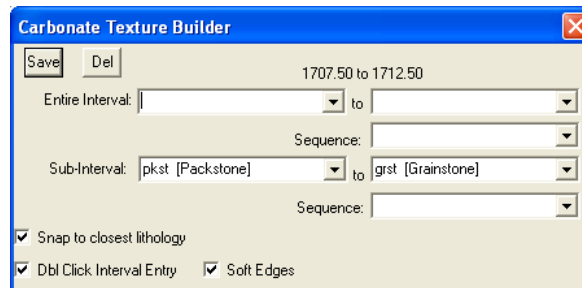 Carbonate Texture Builder
Save Del
1707.50 to 1712.50
Entire Interval: to
Sequence:
Sub-Interval: pkst [Packstone] to grst [Grainstone]
Sequence:
Snap to closest lithology
Dbl Click Interval Entry Soft Edges